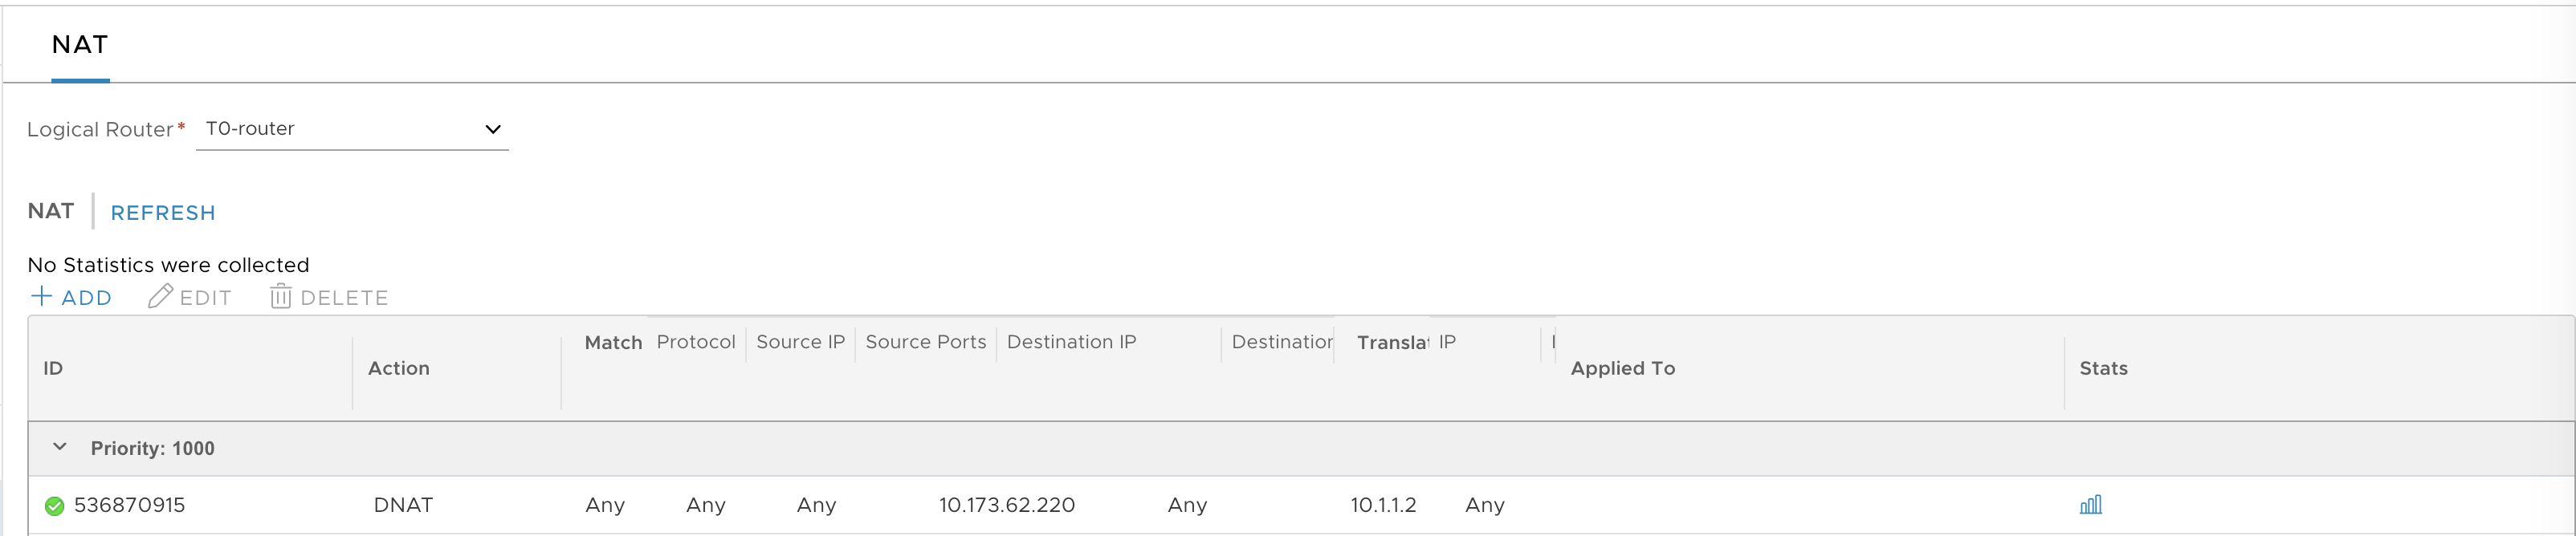 NAT
Logical Router* T0-router
NAT REFRESH
No Statistics were collected
+ ADD EDIT DELETE
Match Protocol Source IP Source Ports Destination IP Destination Transla IP
ID Action Applied To Stats
Priority: 1000
536870915 DNAT Any Any Any 10.173.62.220 Any 10.1.1.2 Any